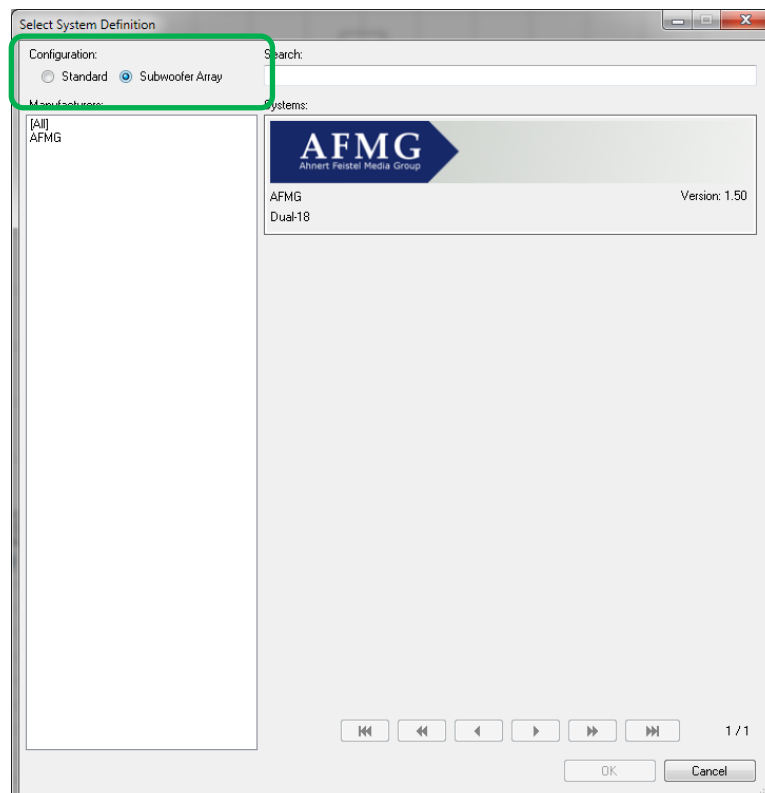 Select System Definition
Configuration:
Standard
Subwoofer Array
Search:
Manufacturers:
[All]
AFMG
Systems:
AFMG
Ahnert Feistel Media Group
AFMG
Version: 1.50
Dual-18
1 / 1
OK
Cancel